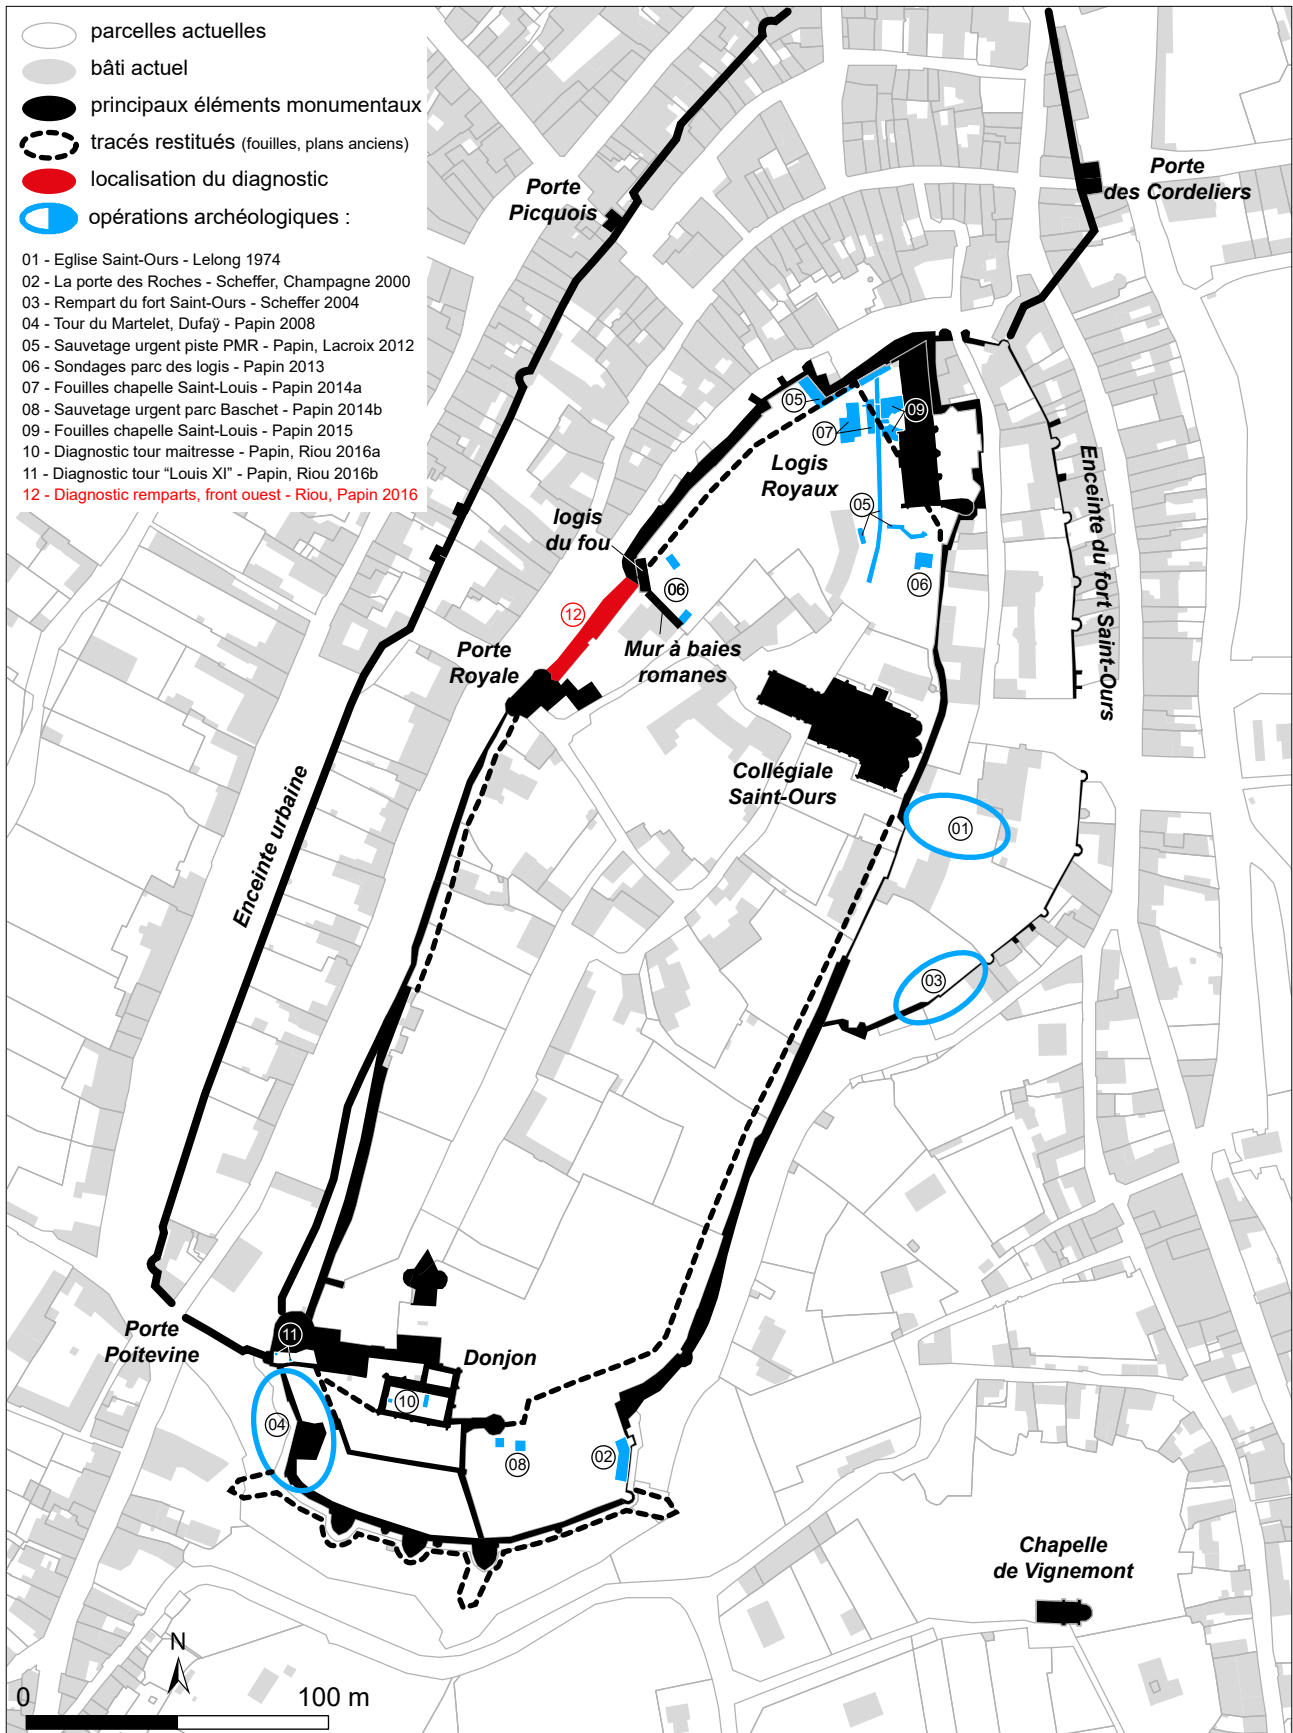 parcelles actuelles
bâti actuel
principaux éléments monumentaux
tracés restitués (fouilles, plans anciens)
localisation du diagnostic
opérations archéologiques :
01 - Eglise Saint-Ours - Lelong 1974
02 - La porte des Roches - Scheffer, Champagne 2000
03 - Rempart du fort Saint-Ours - Scheffer 2004
04 - Tour du Martelet, Dufaÿ - Papin 2008
05 - Sauvetage urgent piste PMR - Papin, Lacroix 2012
06 - Sondages parc des logis - Papin 2013
07 - Fouilles chapelle Saint-Louis - Papin 2014a
08 - Sauvetage urgent parc Baschet - Papin 2014b
09 - Fouilles chapelle Saint-Louis - Papin 2015
10 - Diagnostic tour maitresse - Papin, Riou 2016a
11 - Diagnostic tour “Louis XI” - Papin, Riou 2016b
12 - Diagnostic remparts, front ouest - Riou, Papin 2016
Porte
Picquois
Porte
des Cordeliers
05
07
09
Logis
Royaux
Enceinte du fort Saint-Ours
05
logis
du fou
06
06
12
Mur à baies
romanes
Porte
Royale
Collégiale
Saint-Ours
01
Enceinte urbaine
03
Porte
Poitevine
11
Donjon
10
04
08
02
Chapelle
de Vignemont
N
0
100 m